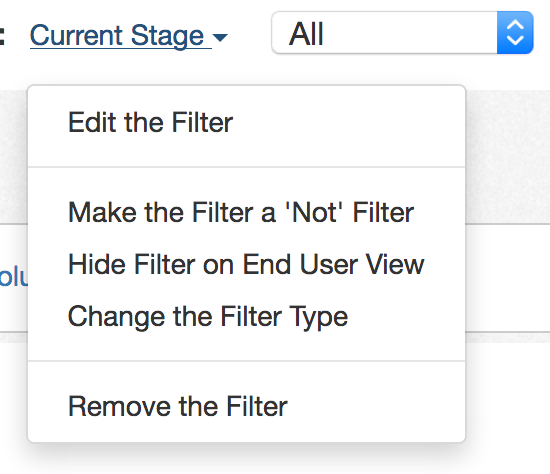 : Current Stage All
Edit the Filter
Make the Filter a 'Not' Filter
Hide Filter on End User View
olu
Change the Filter Type
Remove the Filter